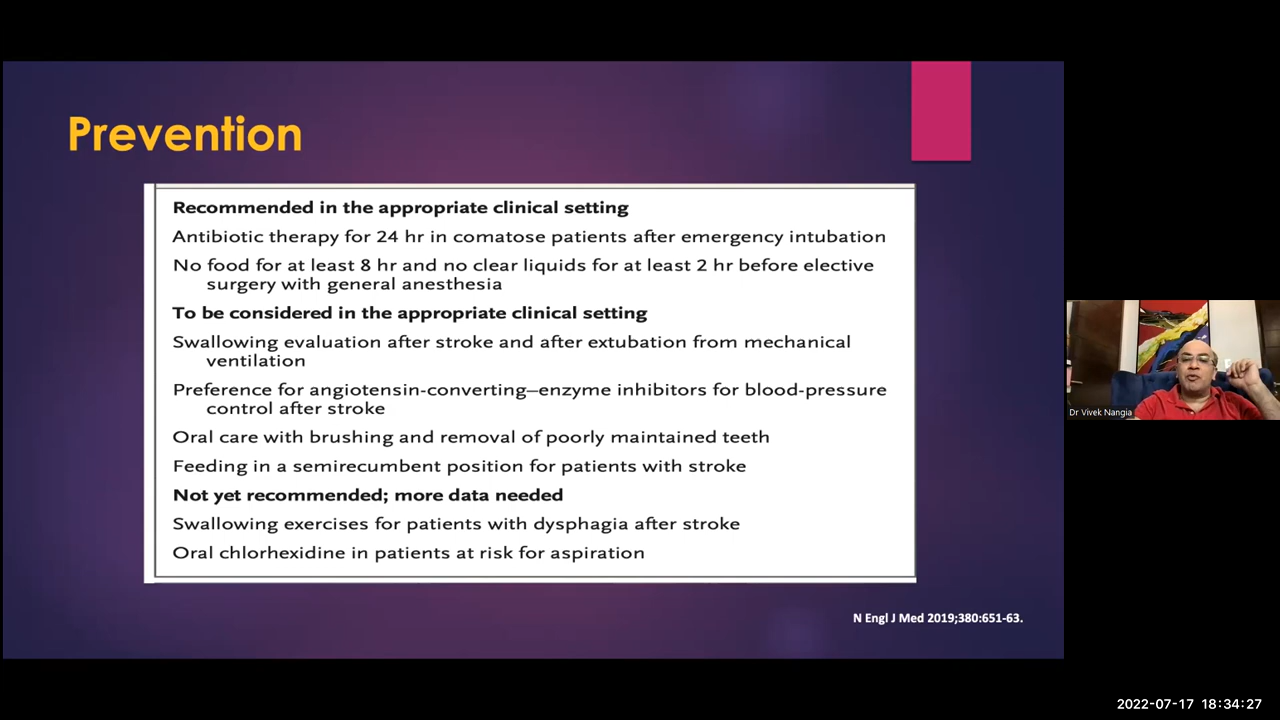 Prevention
Recommended in the appropriate clinical setting
Antibiotic therapy for 24 hr in comatose patients after emergency intubation
No food for at least 8 hr and no clear liquids for at least 2 hr before elective
surgery with general anesthesia
To be considered in the appropriate clinical setting
Swallowing evaluation after stroke and after extubation from mechanical
ventilation
Preference for angiotensin-converting–enzyme inhibitors for blood-pressure
control after stroke
Oral care with brushing and removal of poorly maintained teeth
Feeding in a semirecumbent position for patients with stroke
Not yet recommended; more data needed
Swallowing exercises for patients with dysphagia after stroke
Oral chlorhexidine in patients at risk for aspiration
N Engl J Med 2019;380:651-63.
Dr Vivek Nangia
2022-07-17 18:34:27